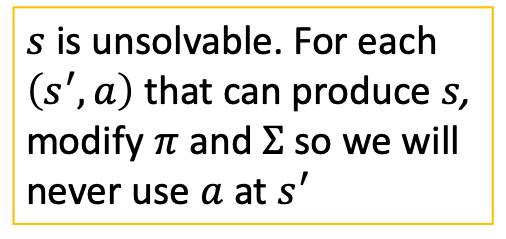 s is unsolvable. For each
(s′, a) that can produce s,
modify π and Σ so we will
never use a at s′